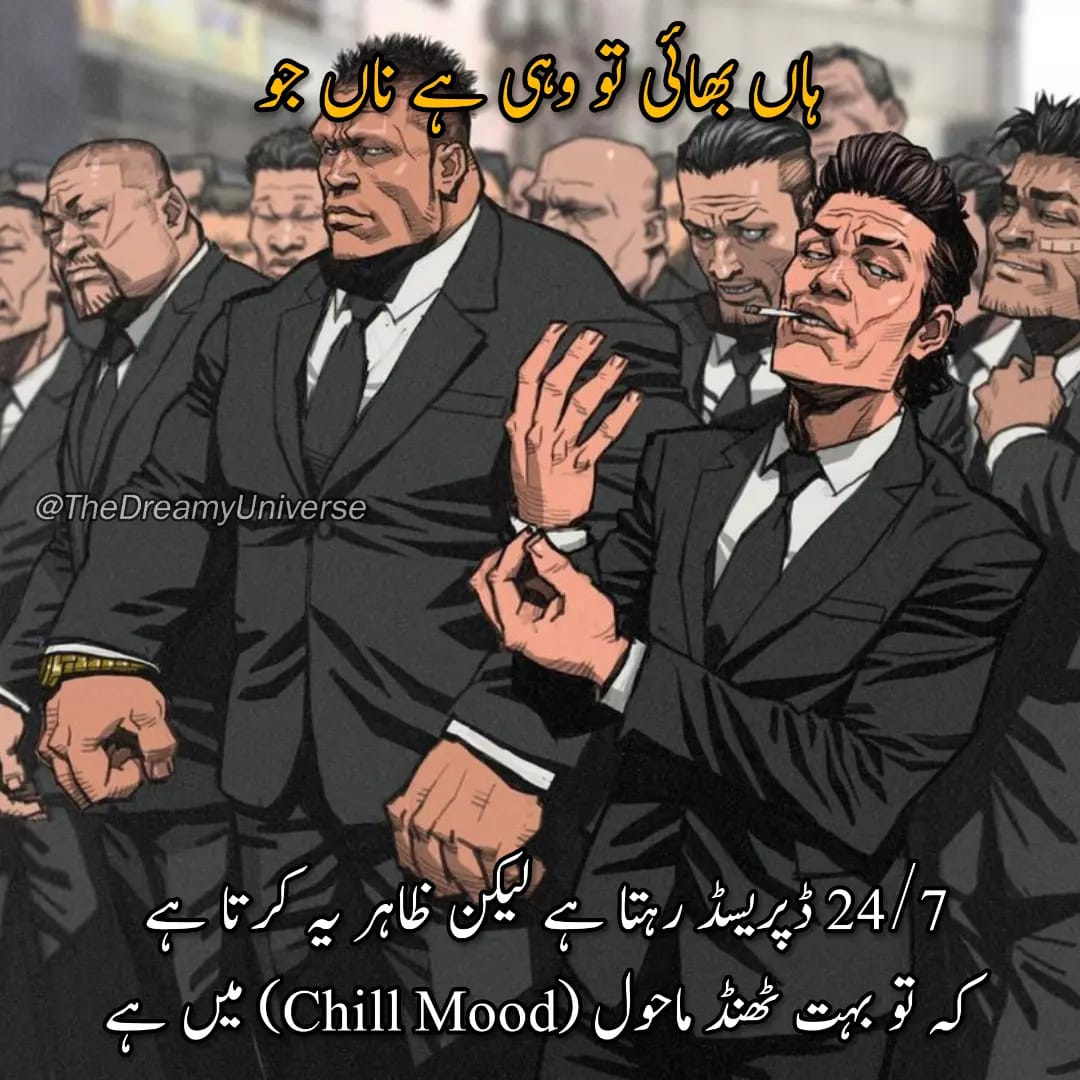 ہاں بھائی تو وہی ہے ناں جو
@TheDreamyUniverse
24/7 ڈپریسڈ رہتا ہے لیکن ظاہر یہ کرتا ہے
کہ تو بہت ٹھنڈ ماحول (Chill Mood) میں ہے